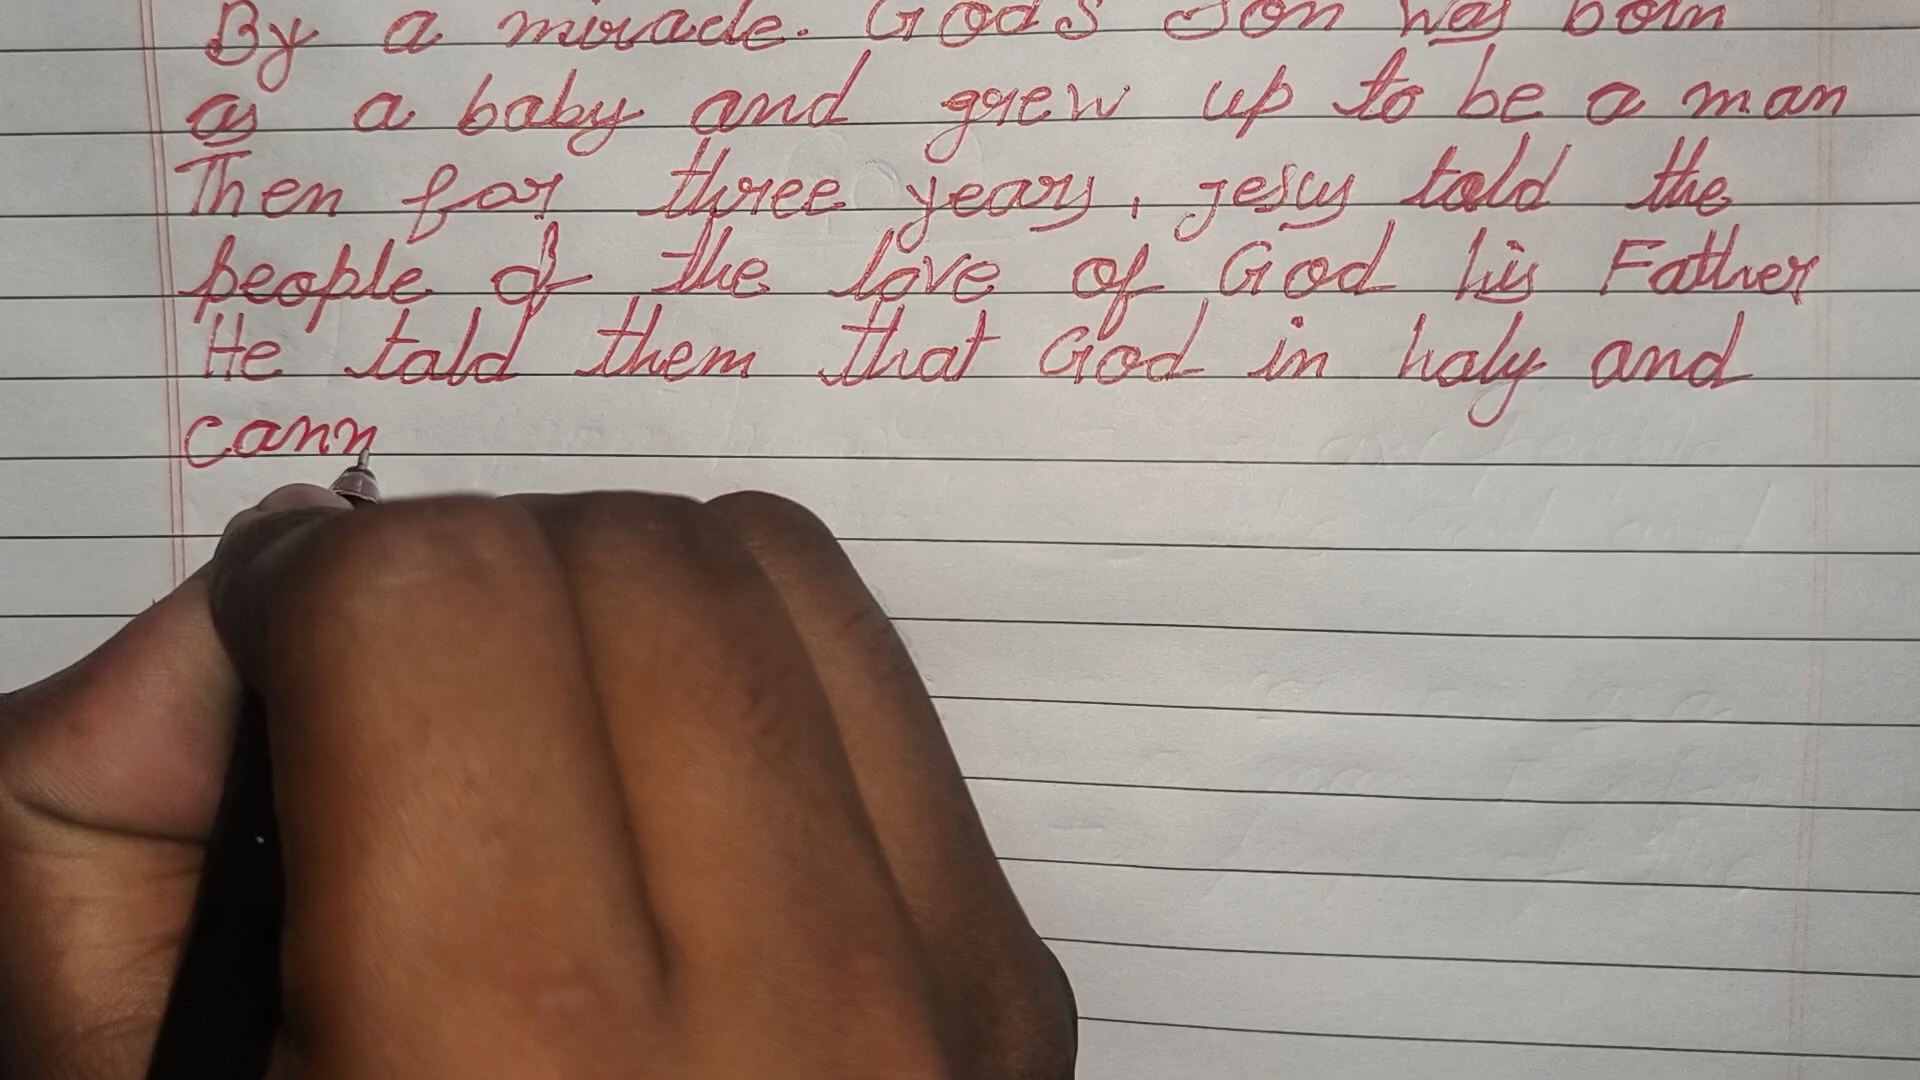 By a miracle. God's Son was born
as a baby and grew up to be a man
Then for three years, jesus told the
people of the love of God his Father
He told them that God in holy and
cann